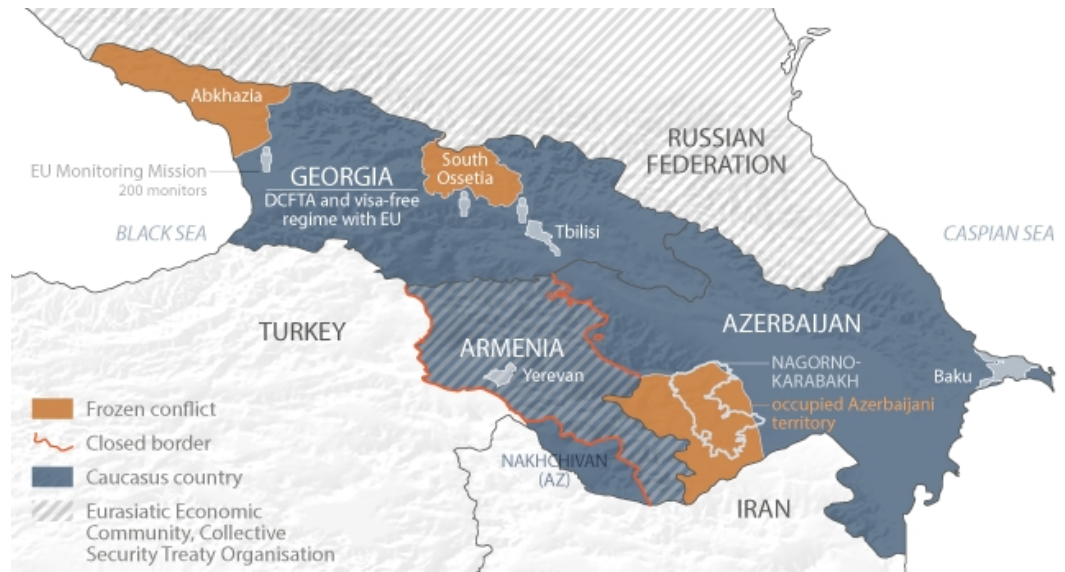 Abkhazia
RUSSIAN
FEDERATION
EU Monitoring Mission
200 monitors
GEORGIA
DCFTA and visa-free
regime with EU
South
Ossetia
Tbilisi
BLACK SEA
CASPIAN SEA
TURKEY
ARMENIA
Yerevan
AZERBAIJAN
NAGORNO-
KARABAKH
occupied Azerbaijani
territory
Baku
NAKHCHIVAN
(AZ)
IRAN
Frozen conflict
Closed border
Caucasus country
Eurasiatic Economic
Community, Collective
Security Treaty Organisation